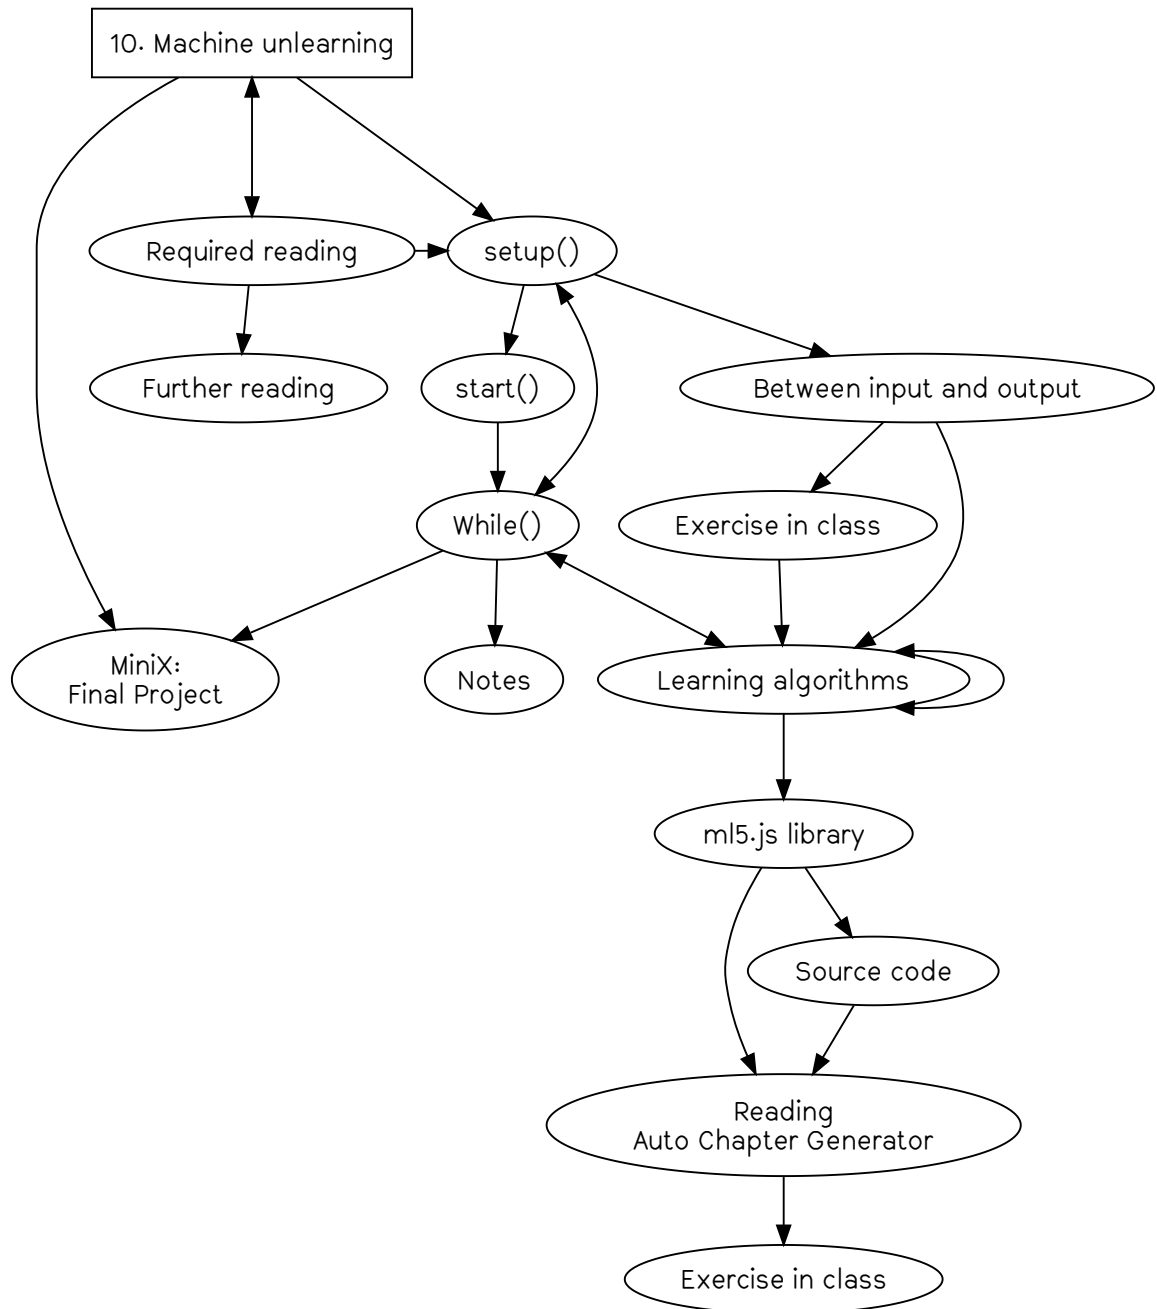 10. Machine unlearning
Required reading
setup()
Further reading
start()
Between input and output
While()
Exercise in class
MiniX:
Final Project
Notes
Learning algorithms
ml5.js library
Source code
Reading
Auto Chapter Generator
Exercise in class